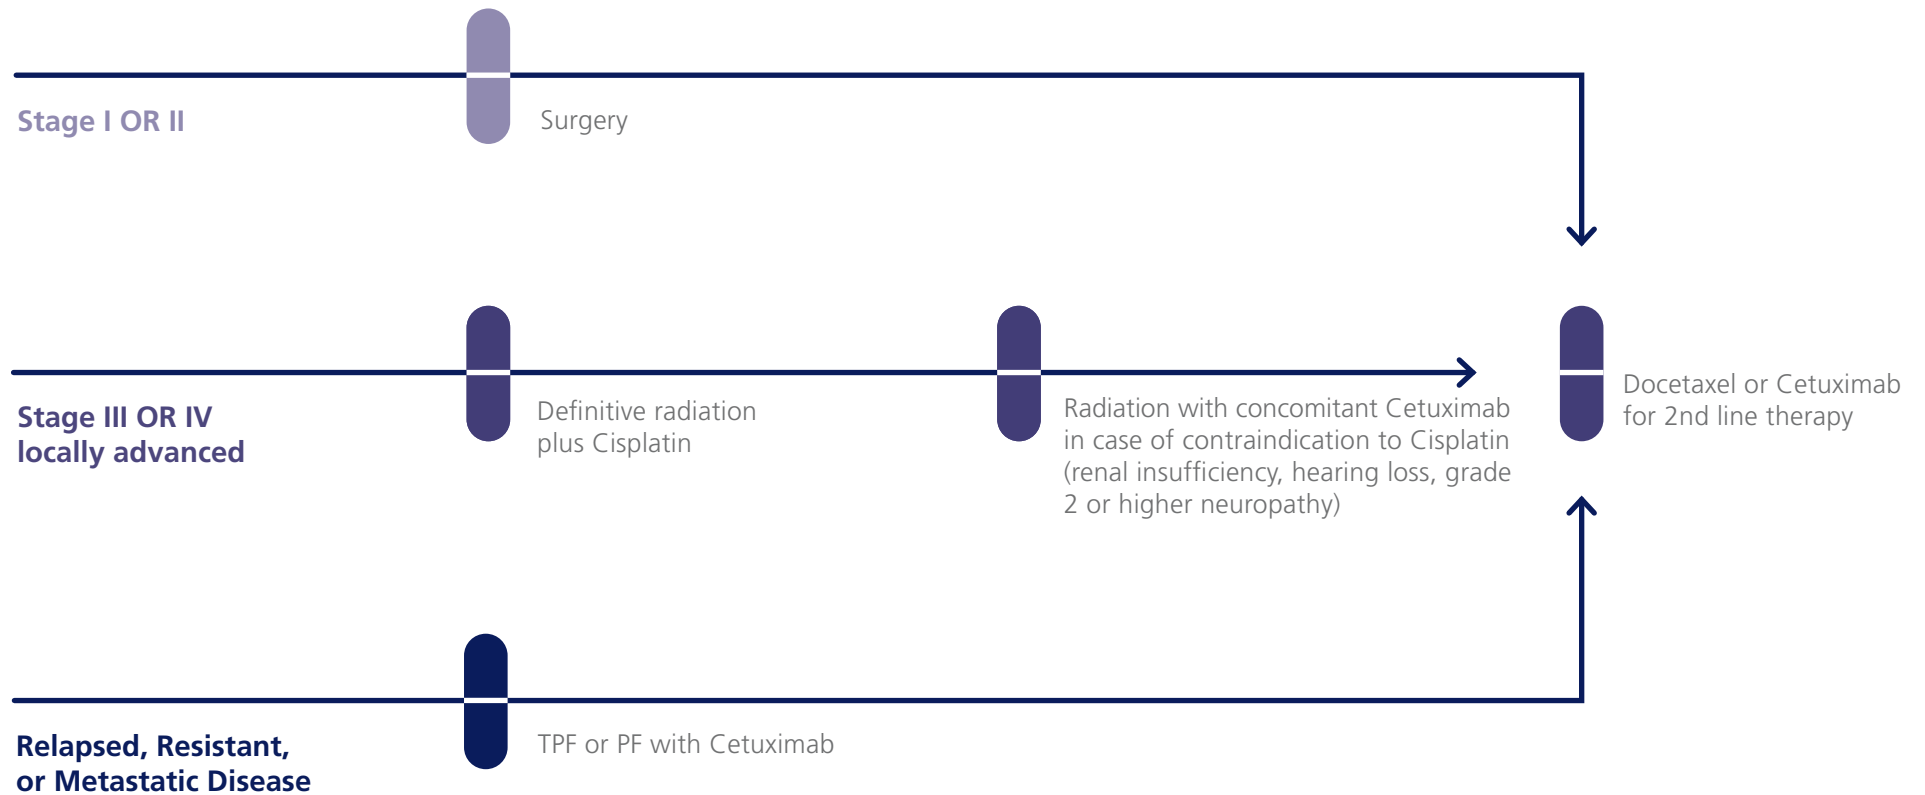 Stage I OR II
Surgery
Stage III OR IV
locally advanced
Definitive radiation
plus Cisplatin
Radiation with concomitant Cetuximab
in case of contraindication to Cisplatin
(renal insufficiency, hearing loss, grade
2 or higher neuropathy)
Docetaxel or Cetuximab
for 2nd line therapy
Relapsed, Resistant,
or Metastatic Disease
TPF or PF with Cetuximab